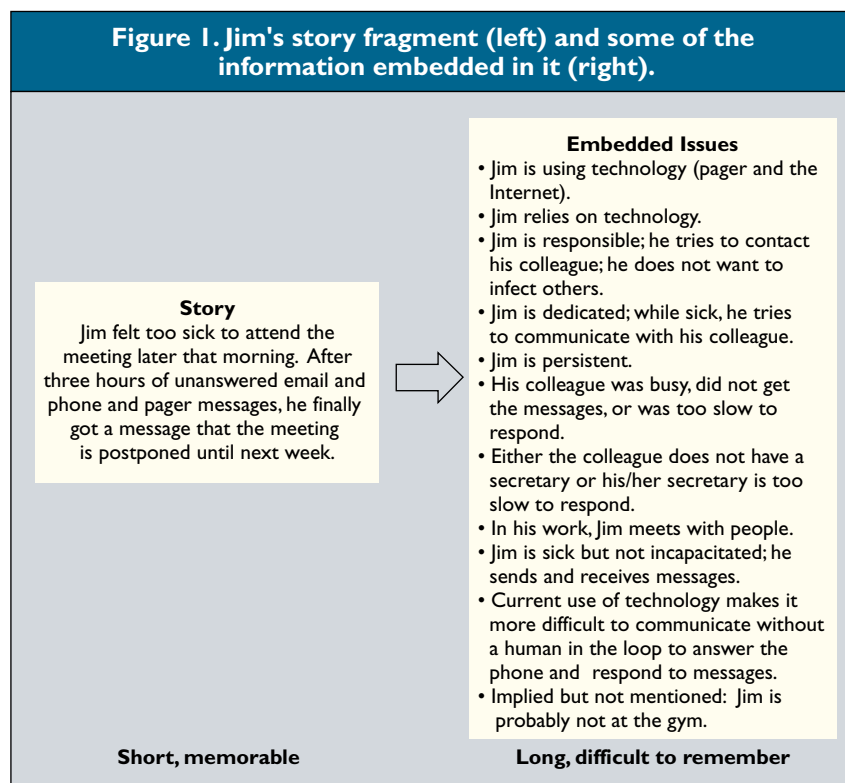 Figure 1. Jim's story fragment (left) and some of the
information embedded in it (right).
Story
Jim felt too sick to attend the
meeting later that morning. After
three hours of unanswered email and
phone and pager messages, he finally
got a message that the meeting
is postponed until next week.
Short, memorable
Embedded Issues
• Jim is using technology (pager and the
Internet).
• Jim relies on technology.
• Jim is responsible; he tries to contact
his colleague; he does not want to
infect others.
• Jim is dedicated; while sick, he tries
to communicate with his colleague.
• Jim is persistent.
• His colleague was busy, did not get
the messages, or was too slow to
respond.
• Either the colleague does not have a
secretary or his/her secretary is too
slow to respond.
• In his work, Jim meets with people.
• Jim is sick but not incapacitated; he
sends and receives messages.
• Current use of technology makes it
more difficult to communicate without
a human in the loop to answer the
phone and respond to messages.
• Implied but not mentioned: Jim is
probably not at the gym.
Long, difficult to remember